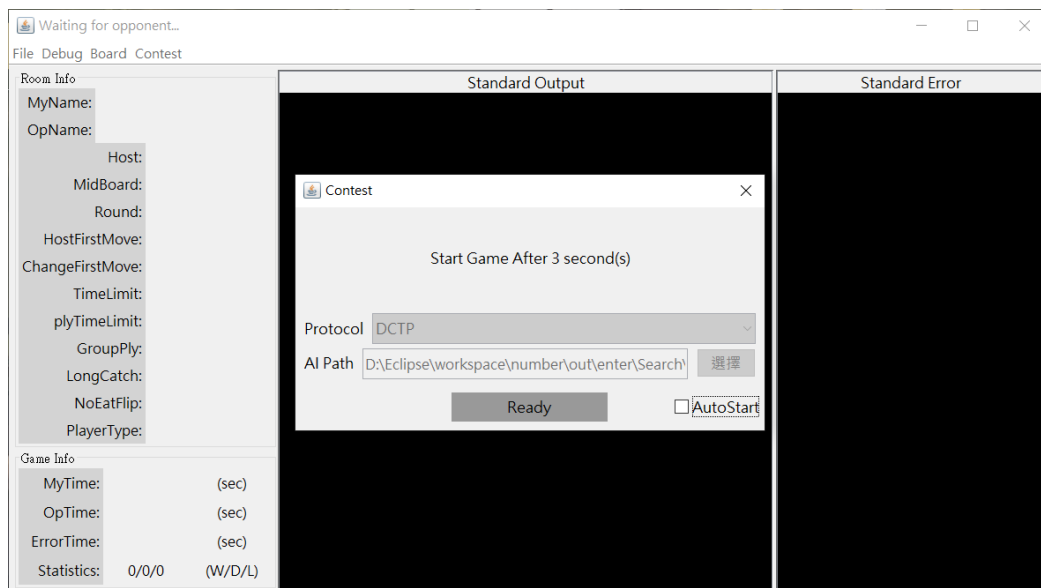 Waiting for opponent...
File Debug Board Contest
Room Info
MyName:
OpName:
Host:
MidBoard:
Round:
HostFirstMove:
ChangeFirstMove:
TimeLimit:
plyTimeLimit:
GroupPly:
LongCatch:
NoEatFlip:
PlayerType:
Game Info
MyTime: (sec)
OpTime: (sec)
ErrorTime: (sec)
Statistics: 0/0/0 (W/D/L)
Standard Output
Contest
Start Game After 3 second(s)
Protocol DCTP
AI Path D:\Eclipse\workspace\number\out\enter\Search\ 選擇
Ready AutoStart
Standard Error